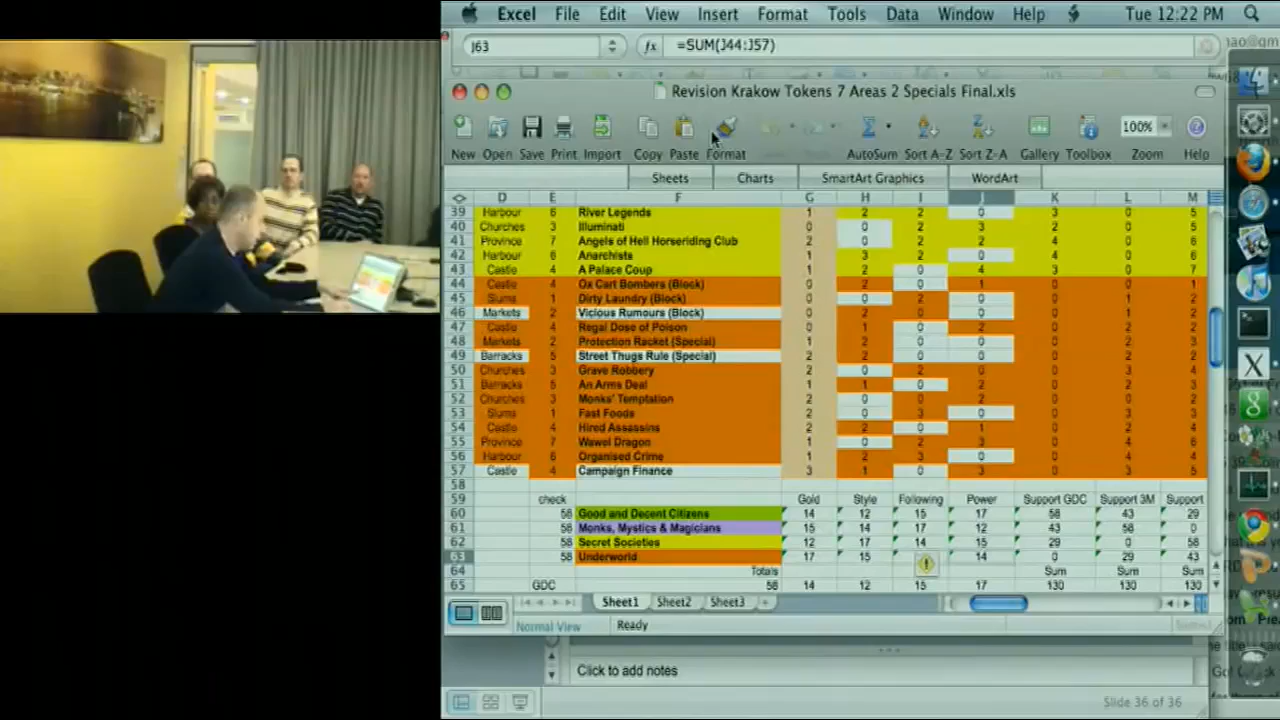 Excel File Edit View Insert Format Tools Data Window Help Tue 12:22 PM
J63 fx =SUM(J44:J57)
Revision Krakow Tokens 7 Areas 2 Specials Final.xls
100%
New Open Save Print Import Copy Paste Format AutoSum Sort A-Z Sort Z-A Gallery Toolbox Zoom Help
Sheets Charts SmartArt Graphics WordArt
D E F G H I J K L M
39 Harbour 6 River Legends 1 2 2 0 3 0 5
40 Churches 3 Illuminati 0 0 2 3 2 0 5
41 Province 7 Angels of Hell Horseriding Club 2 0 2 2 4 0 6
42 Harbour 6 Anarchists 1 3 2 0 4 0 6
43 Castle 4 A Palace Coup 1 2 0 4 3 0 7
44 Castle 4 Ox Cart Bombers (Block) 0 2 0 1 0 0 1
45 Slums 1 Dirty Laundry (Block) 1 0 2 0 0 1 2
46 Markets 2 Vicious Rumours (Block) 0 2 0 0 0 1 2
47 Castle 4 Regal Dose of Poison 0 1 0 2 0 2 2
48 Markets 2 Protection Racket (Special) 1 2 0 0 0 2 3
49 Barracks 5 Street Thugs Rule (Special) 2 2 0 0 0 2 2
50 Churches 3 Grave Robbery 2 0 2 0 0 3 4
51 Barracks 5 An Arms Deal 1 1 0 2 0 2 3
52 Churches 3 Monks' Temptation 2 0 0 2 0 2 2
53 Slums 1 Fast Foods 2 0 3 0 0 3 3
54 Castle 4 Hired Assassins 2 2 0 1 0 2 4
55 Province 7 Wawel Dragon 1 0 2 3 0 4 6
56 Harbour 6 Organised Crime 1 2 3 0 0 4 4
57 Castle 4 Campaign Finance 3 1 0 3 0 3 5
58
59 check Gold Style Following Power Support GDC Support 3M Support
60 58 Good and Decent Citizens 14 12 15 17 58 43 29
61 58 Monks, Mystics & Magicians 15 14 17 12 43 58 0
62 58 Secret Societies 12 17 14 15 29 0 58
63 58 Underworld 17 15 14 0 29 43
64 Totals Sum Sum Sum
65 GDC 58 14 12 15 17 130 130 130
Sheet1 Sheet2 Sheet3
Normal View Ready
Click to add notes
Slide 36 of 36